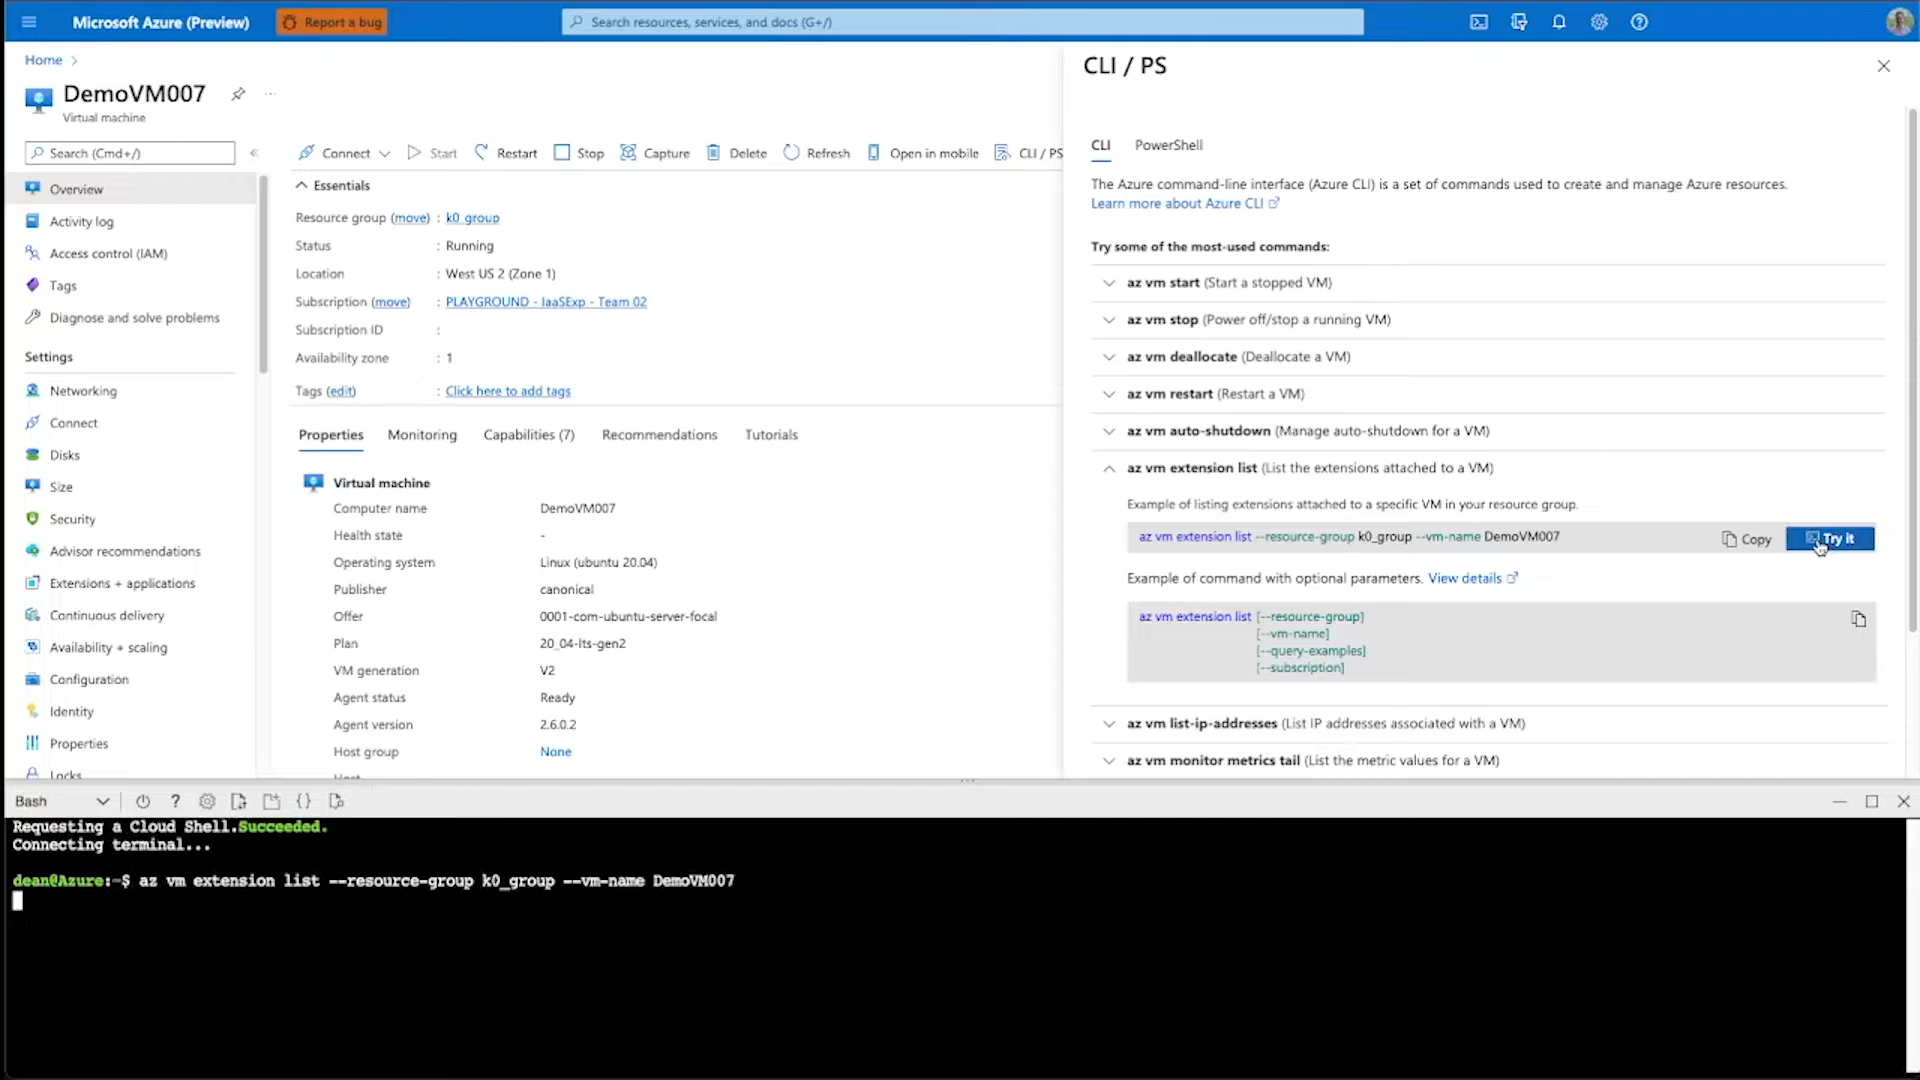 Microsoft Azure (Preview)
Report a bug
Search resources, services, and docs (G+/)
Home
DemoVM007
Virtual machine
Search (Cmd+/)
Overview
Activity log
Access control (IAM)
Tags
Diagnose and solve problems
Settings
Networking
Connect
Disks
Size
Security
Advisor recommendations
Extensions + applications
Continuous delivery
Availability + scaling
Configuration
Identity
Properties
Locks
Connect
Start
Restart
Stop
Capture
Delete
Refresh
Open in mobile
CLI / PS
Essentials
Resource group (move) : k0_group
Status : Running
Location : West US 2 (Zone 1)
Subscription (move) : PLAYGROUND - IaaSExp - Team 02
Subscription ID :
Availability zone : 1
Tags (edit) : Click here to add tags
Properties
Monitoring
Capabilities (7)
Recommendations
Tutorials
Virtual machine
Computer name DemoVM007
Health state -
Operating system Linux (ubuntu 20.04)
Publisher canonical
Offer 0001-com-ubuntu-server-focal
Plan 20_04-lts-gen2
VM generation V2
Agent status Ready
Agent version 2.6.0.2
Host group None
Host
CLI / PS
CLI
PowerShell
The Azure command-line interface (Azure CLI) is a set of commands used to create and manage Azure resources.
Learn more about Azure CLI
Try some of the most-used commands:
az vm start (Start a stopped VM)
az vm stop (Power off/stop a running VM)
az vm deallocate (Deallocate a VM)
az vm restart (Restart a VM)
az vm auto-shutdown (Manage auto-shutdown for a VM)
az vm extension list (List the extensions attached to a VM)
Example of listing extensions attached to a specific VM in your resource group.
az vm extension list --resource-group k0_group --vm-name DemoVM007
Copy
Try it
Example of command with optional parameters. View details
az vm extension list [--resource-group]
[--vm-name]
[--query-examples]
[--subscription]
az vm list-ip-addresses (List IP addresses associated with a VM)
az vm monitor metrics tail (List the metric values for a VM)
Bash
Requesting a Cloud Shell.Succeeded.
Connecting terminal...
dean@Azure:~$ az vm extension list --resource-group k0_group --vm-name DemoVM007